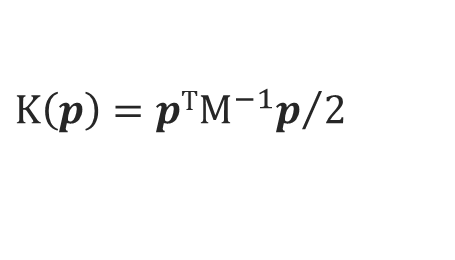 K(𝒑) = 𝒑ᵀM⁻¹𝒑/2